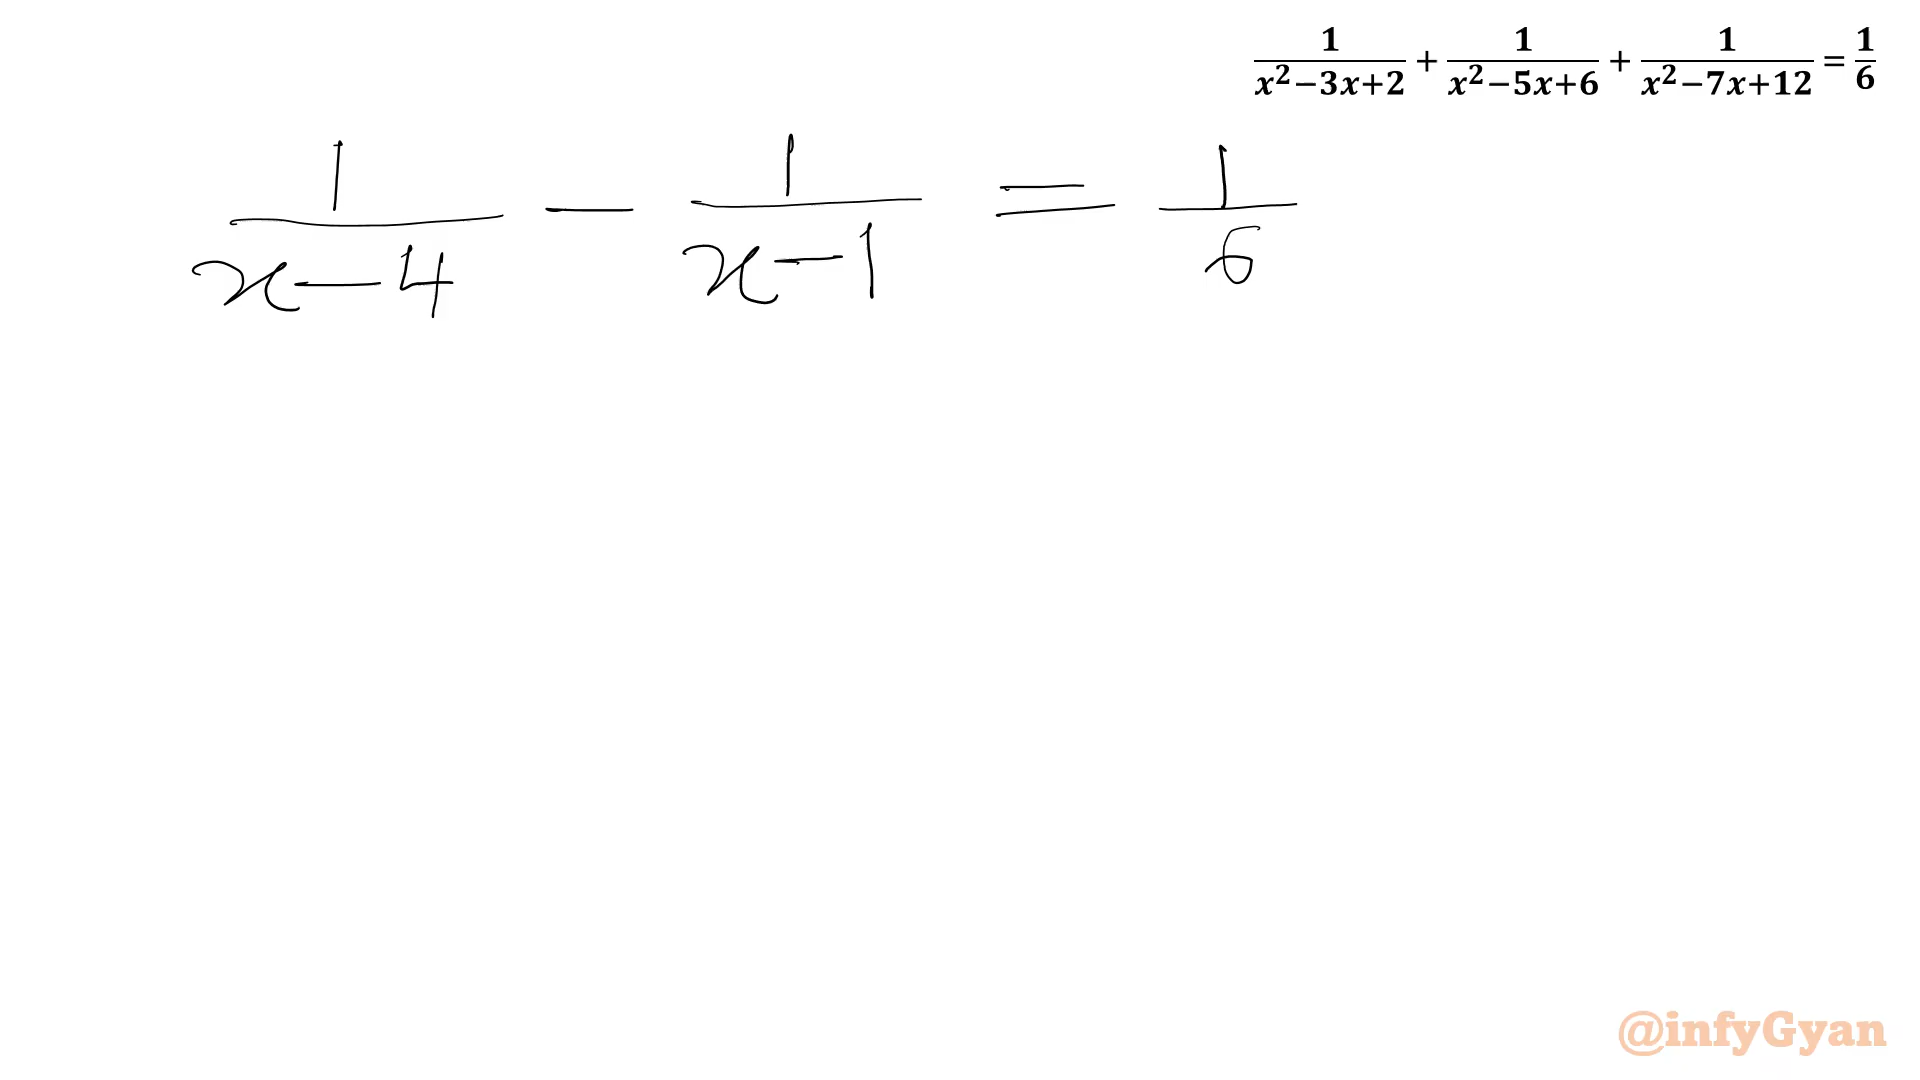 1/(x²−3x+2) + 1/(x²−5x+6) + 1/(x²−7x+12) = 1/6
1/(x−4) − 1/(x−1) = 1/6
@infyGyan